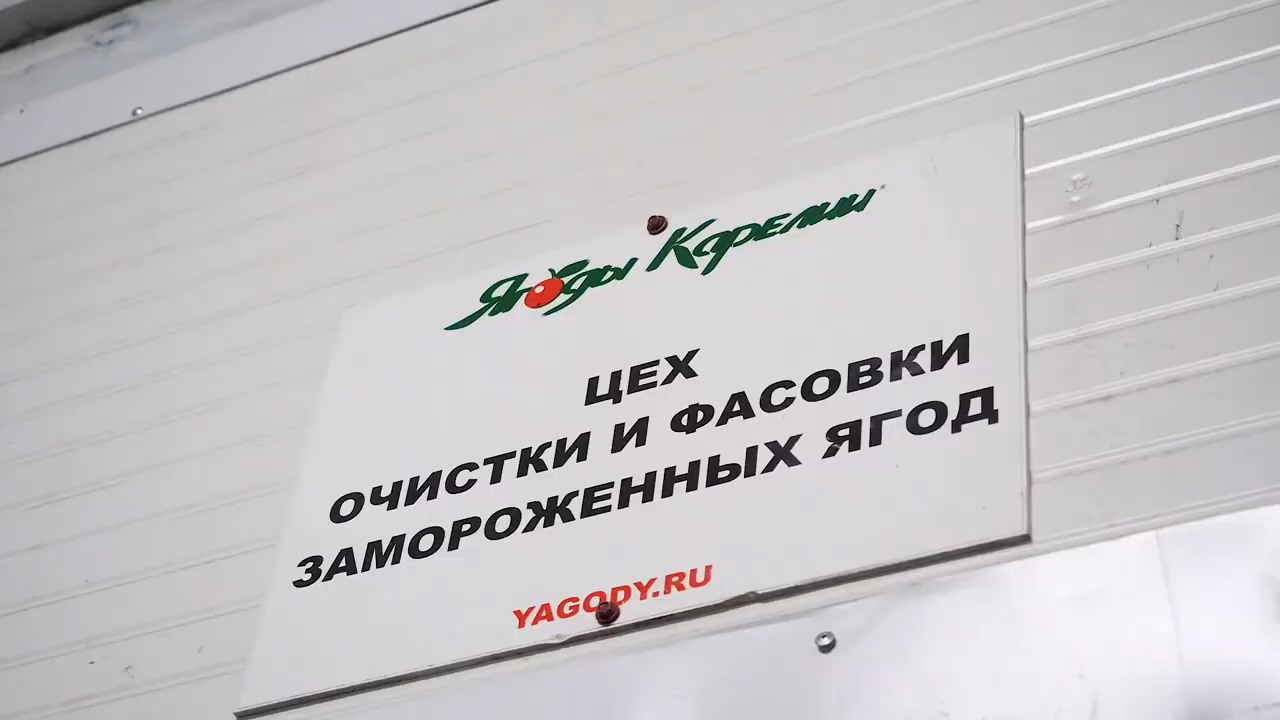 Ягоды Карелии
ЦЕХ
ОЧИСТКИ И ФАСОВКИ
ЗАМОРОЖЕННЫХ ЯГОД
YAGODY.RU